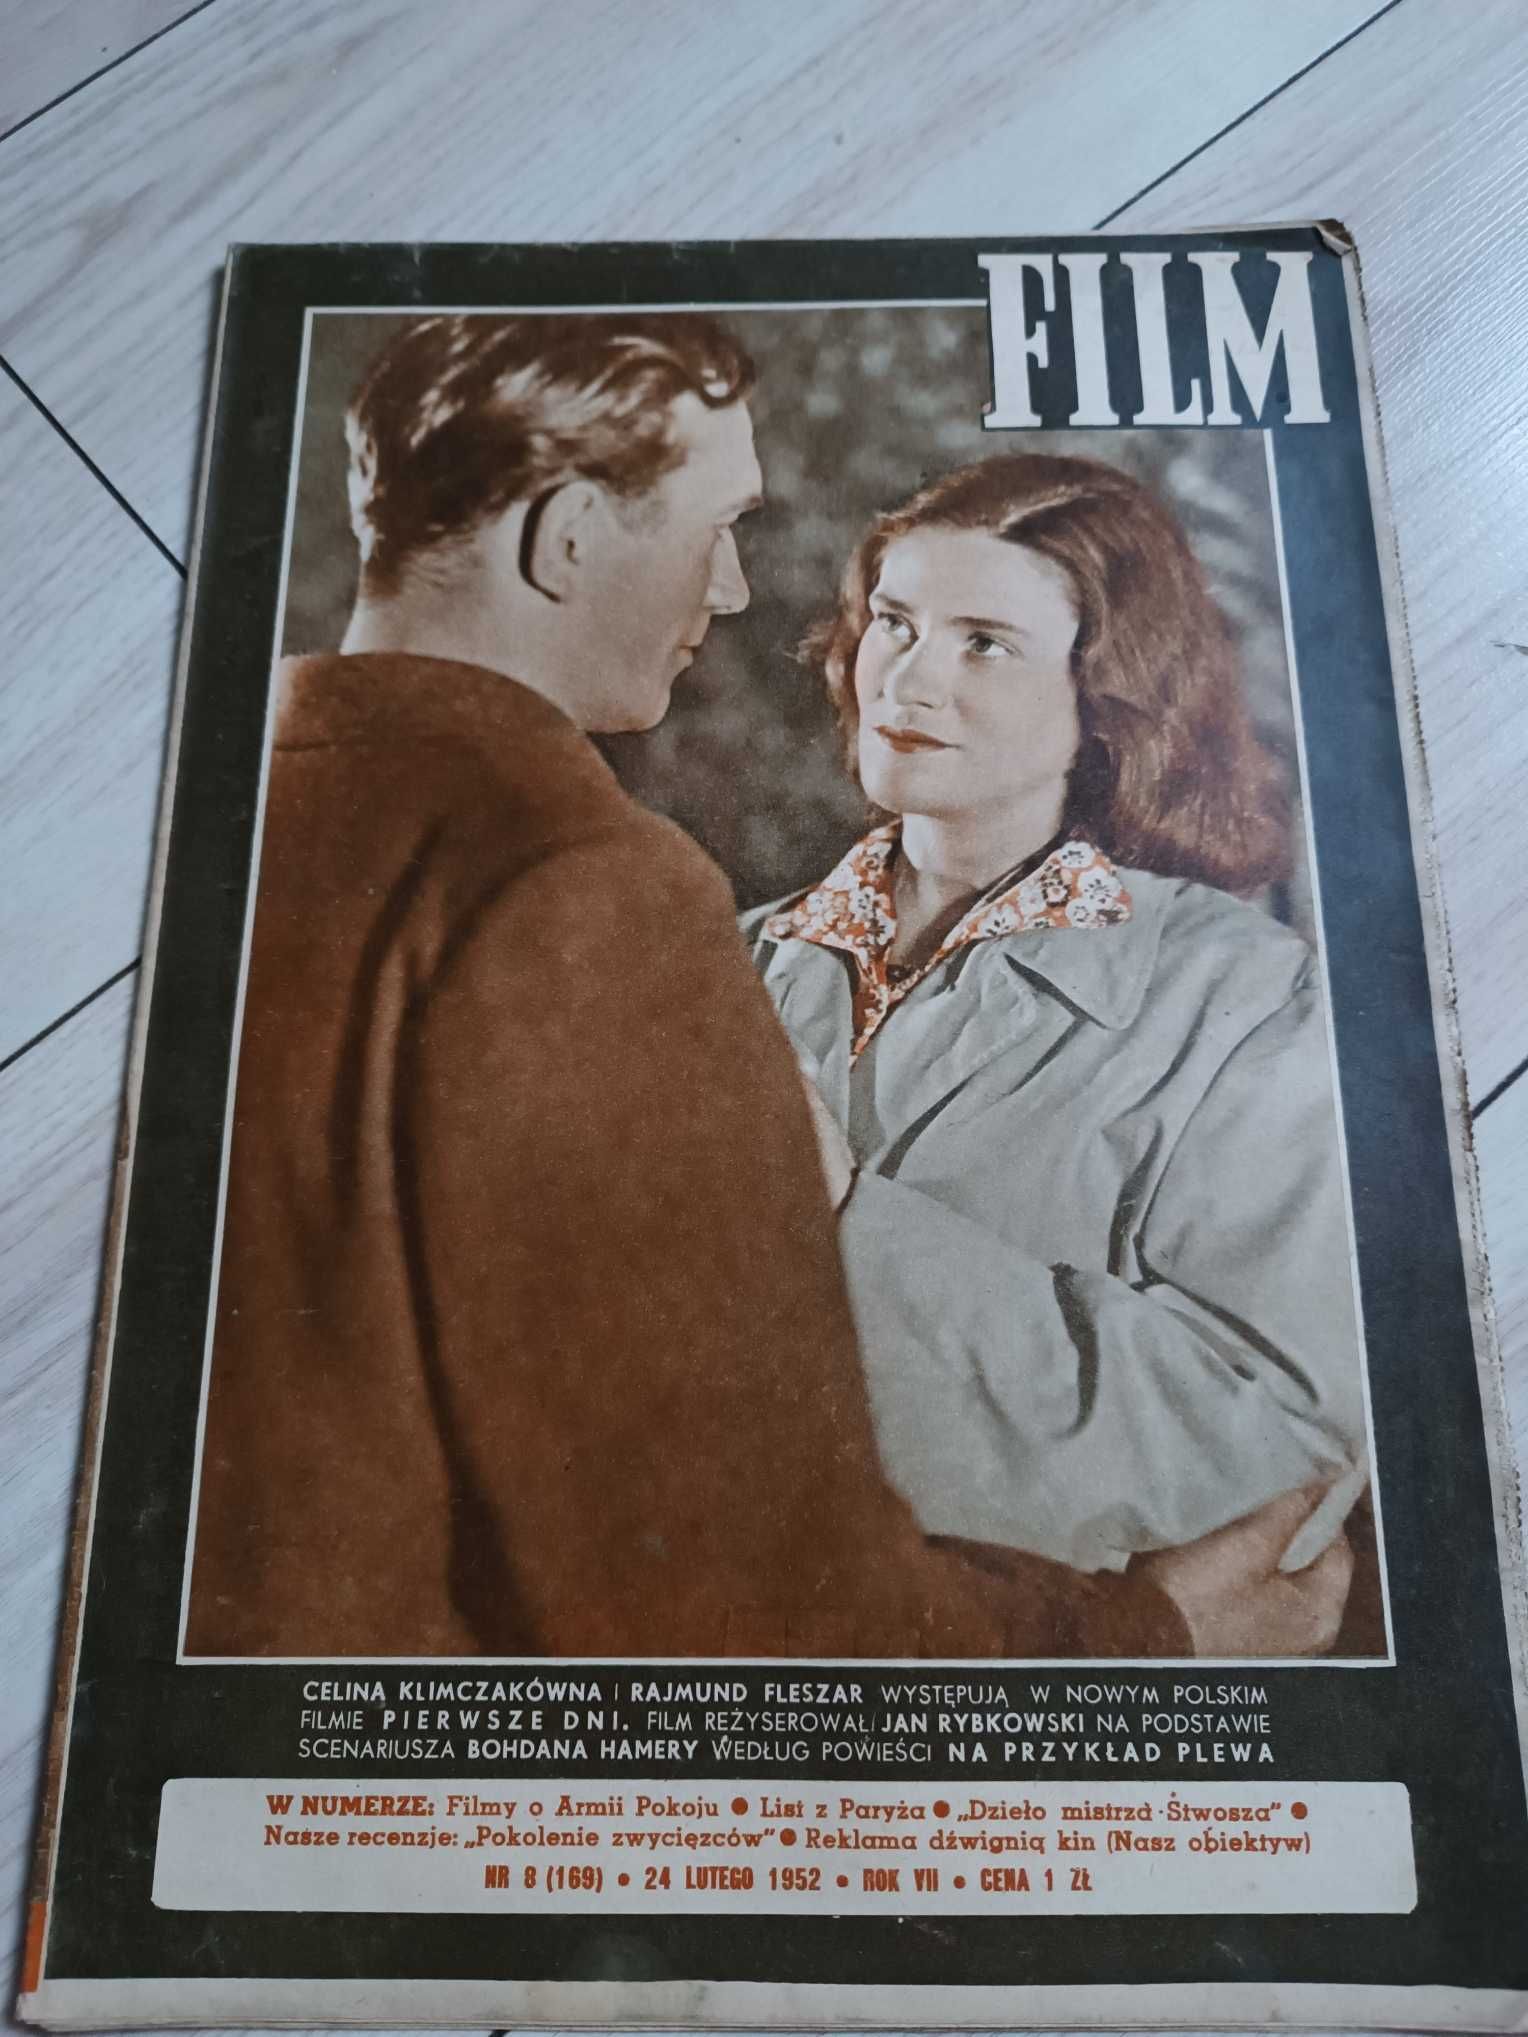 FILM
CELINA KLIMCZAKÓWNA I RAJMUND FLESZAR WYSTĘPUJĄ W NOWYM POLSKIM
FILMIE PIERWSZE DNI. FILM REŻYSEROWAŁ JAN RYBKOWSKI NA PODSTAWIE
SCENARIUSZA BOHDANA HAMERY WEDŁUG POWIEŚCI NA PRZYKŁAD PLEWA
W NUMERZE: Filmy o Armii Pokoju ● List z Paryża ● „Dzieło mistrza Stwosza" ●
Nasze recenzje: „Pokolenie zwycięzców" ● Reklama dźwignią kin (Nasz obiektyw)
NR 8 (169) • 24 LUTEGO 1952 • ROK VII • CENA 1 ZŁ